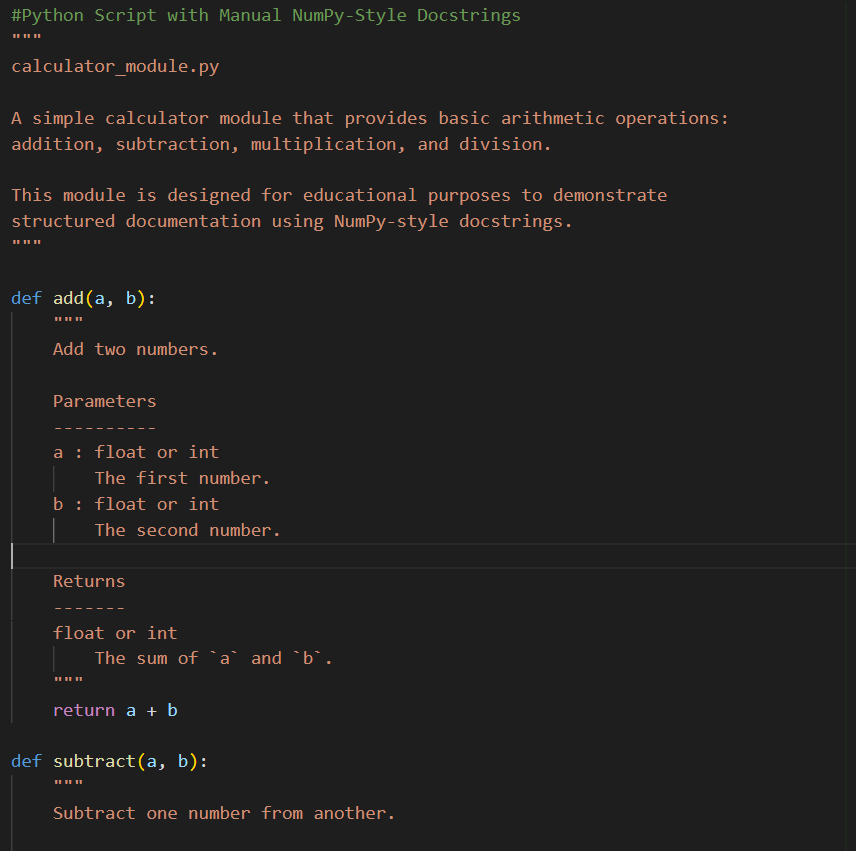 #Python Script with Manual NumPy-Style Docstrings
"""
calculator_module.py

A simple calculator module that provides basic arithmetic operations:
addition, subtraction, multiplication, and division.

This module is designed for educational purposes to demonstrate
structured documentation using NumPy-style docstrings.
"""

def add(a, b):
    """
    Add two numbers.

    Parameters
    ----------
    a : float or int
        The first number.
    b : float or int
        The second number.

    Returns
    -------
    float or int
        The sum of `a` and `b`.
    """
    return a + b

def subtract(a, b):
    """
    Subtract one number from another.